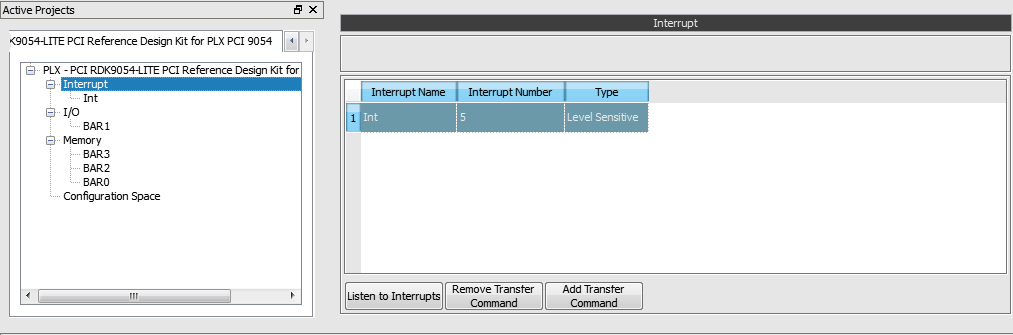 Active Projects
K9054-LITE PCI Reference Design Kit for PLX PCI 9054
PLX - PCI RDK9054-LITE PCI Reference Design Kit for
Interrupt
Int
I/O
BAR1
Memory
BAR3
BAR2
BAR0
Configuration Space
Interrupt
Interrupt Name Interrupt Number Type
1 Int 5 Level Sensitive
Listen to Interrupts
Remove Transfer
Command
Add Transfer
Command